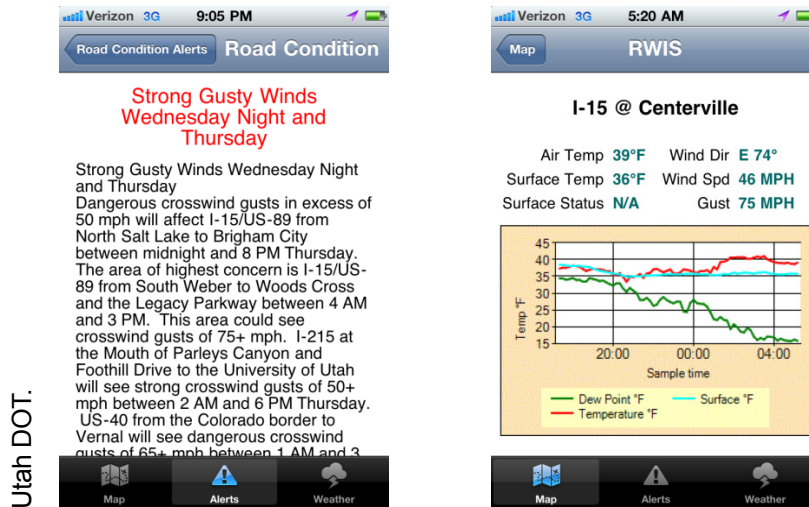 Verizon 3G 9:05 PM
Road Condition Alerts Road Condition
Strong Gusty Winds
Wednesday Night and
Thursday
Strong Gusty Winds Wednesday Night
and Thursday
Dangerous crosswind gusts in excess of
50 mph will affect I-15/US-89 from
North Salt Lake to Brigham City
between midnight and 8 PM Thursday.
The area of highest concern is I-15/US-
89 from South Weber to Woods Cross
and the Legacy Parkway between 4 AM
and 3 PM.  This area could see
crosswind gusts of 75+ mph.  I-215 at
the Mouth of Parleys Canyon and
Foothill Drive to the University of Utah
will see strong crosswind gusts of 50+
mph between 2 AM and 6 PM Thursday.
US-40 from the Colorado border to
Vernal will see dangerous crosswind
gusts of 65+ mph between 1 AM and 3
Map Alerts Weather
Verizon 3G 5:20 AM
Map RWIS
I-15 @ Centerville
Air Temp 39°F Wind Dir E 74°
Surface Temp 36°F Wind Spd 46 MPH
Surface Status N/A Gust 75 MPH
45
40
35
30
25
20
15
Temp °F
20:00 00:00 04:00
Sample time
Dew Point °F Surface °F
Temperature °F
Map Alerts Weather
Utah DOT.